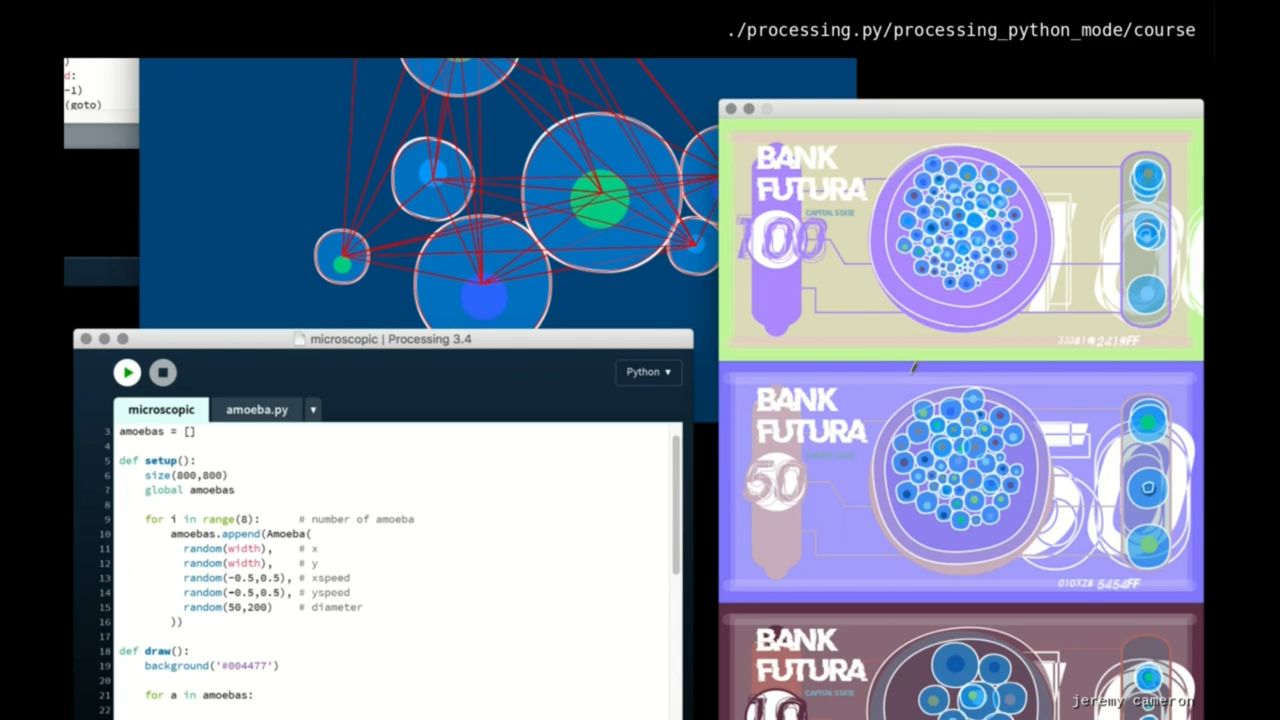 ./processing.py/processing_python_mode/course
)
d:
-1)
(goto)
microscopic | Processing 3.4
Python ▼
microscopic
amoeba.py
▼
3 amoebas = []
4
5 def setup():
6 size(800,800)
7 global amoebas
8
9 for i in range(8): # number of amoeba
10 amoebas.append(Amoeba(
11 random(width), # x
12 random(width), # y
13 random(-0.5,0.5), # xspeed
14 random(-0.5,0.5), # yspeed
15 random(50,200) # diameter
16 ))
17
18 def draw():
19 background('#004477')
20
21 for a in amoebas:
22
BANK
FUTURA
CAPITAL STATE
100
2419FF
BANK
FUTURA
50
5454FF
BANK
FUTURA
CAPITAL STATE
10
jeremy cameron